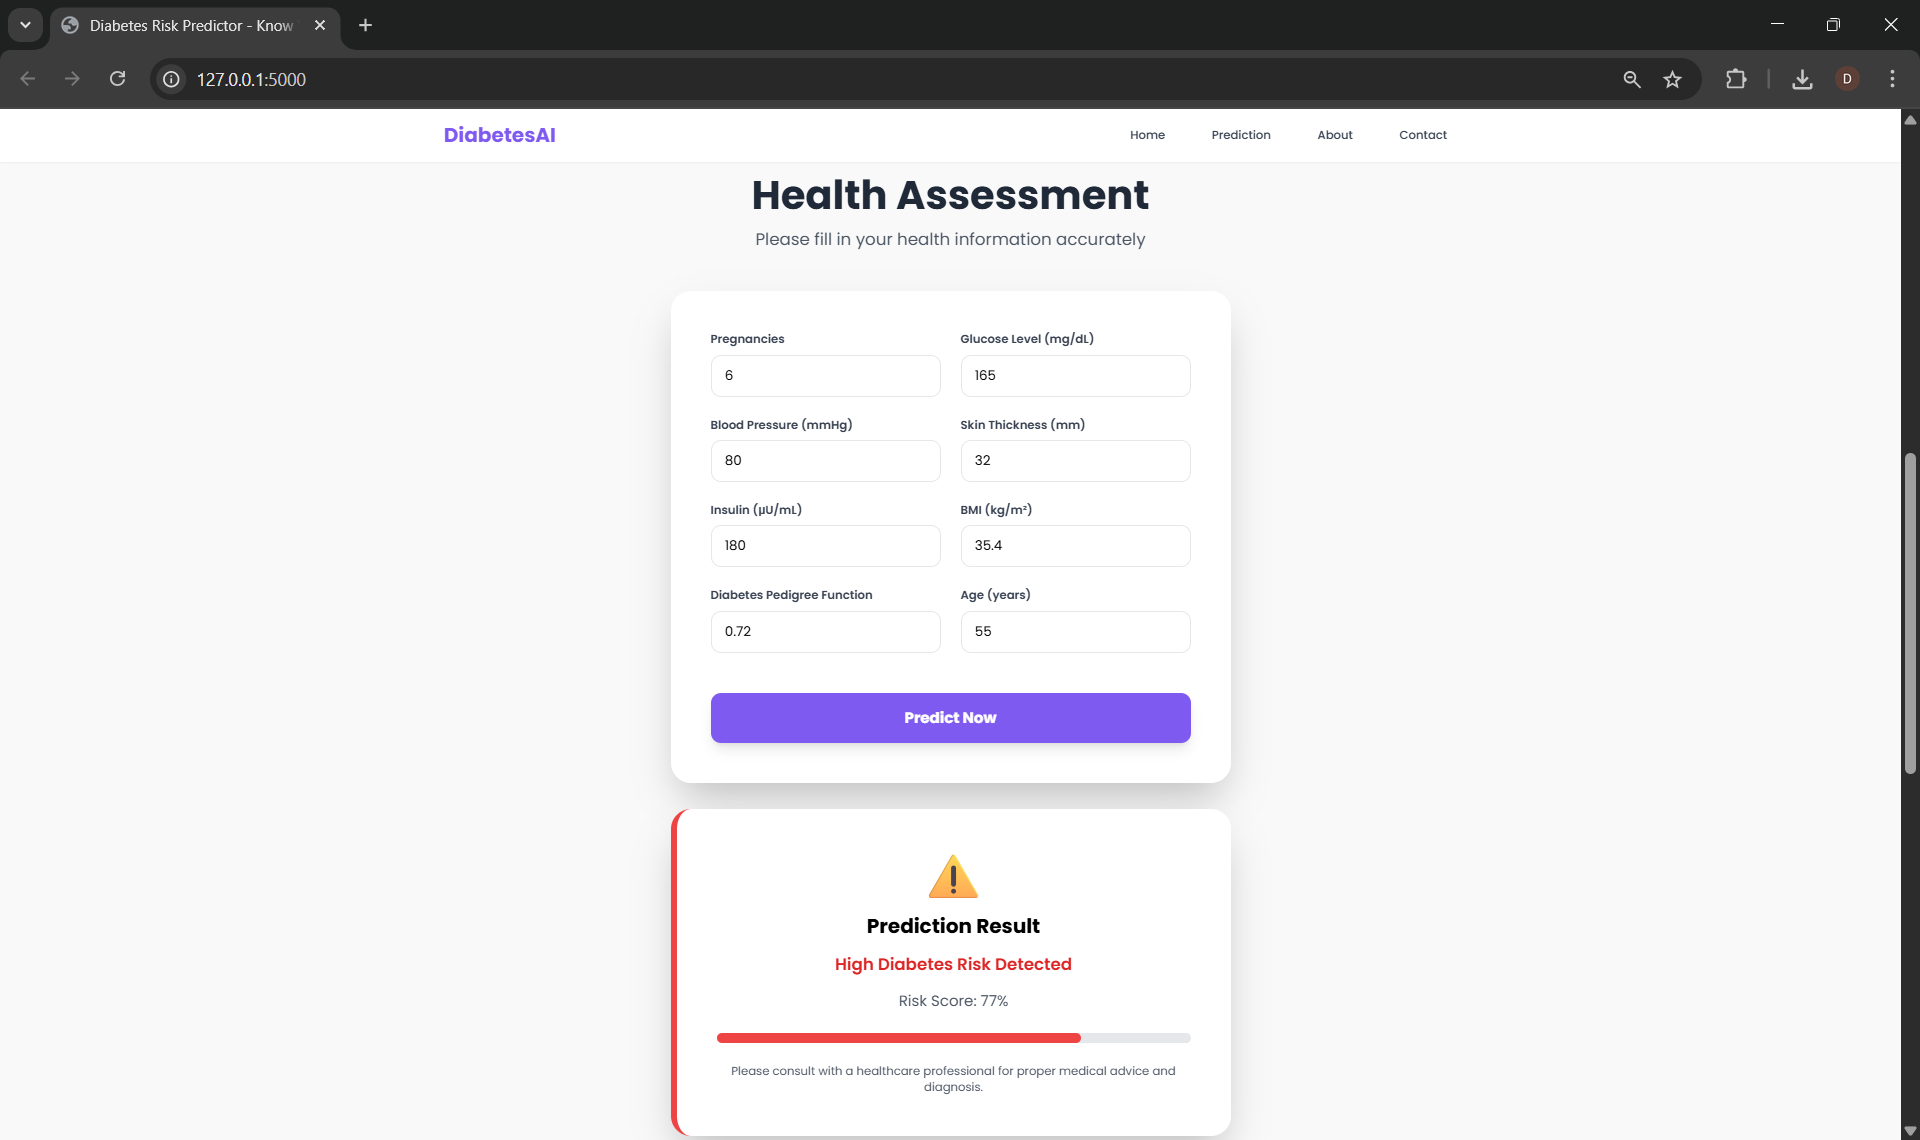 Diabetes Risk Predictor - Know
127.0.0.1:5000
D
DiabetesAI
Home
Prediction
About
Contact
Health Assessment
Please fill in your health information accurately
Pregnancies
Glucose Level (mg/dL)
6
165
Blood Pressure (mmHg)
Skin Thickness (mm)
80
32
Insulin (μU/mL)
BMI (kg/m²)
180
35.4
Diabetes Pedigree Function
Age (years)
0.72
55
Predict Now
Prediction Result
High Diabetes Risk Detected
Risk Score: 77%
Please consult with a healthcare professional for proper medical advice and
diagnosis.